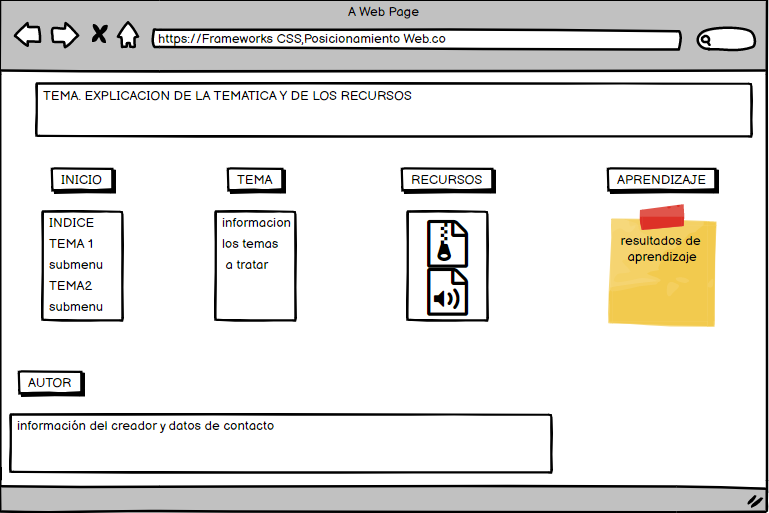 A Web Page
https://Frameworks CSS,Posicionamiento Web.co
TEMA. EXPLICACION DE LA TEMATICA Y DE LOS RECURSOS
INICIO
TEMA
RECURSOS
APRENDIZAJE
INDICE
TEMA 1
submenu
TEMA2
submenu
informacion
los temas
a tratar
resultados de
aprendizaje
AUTOR
información del creador y datos de contacto